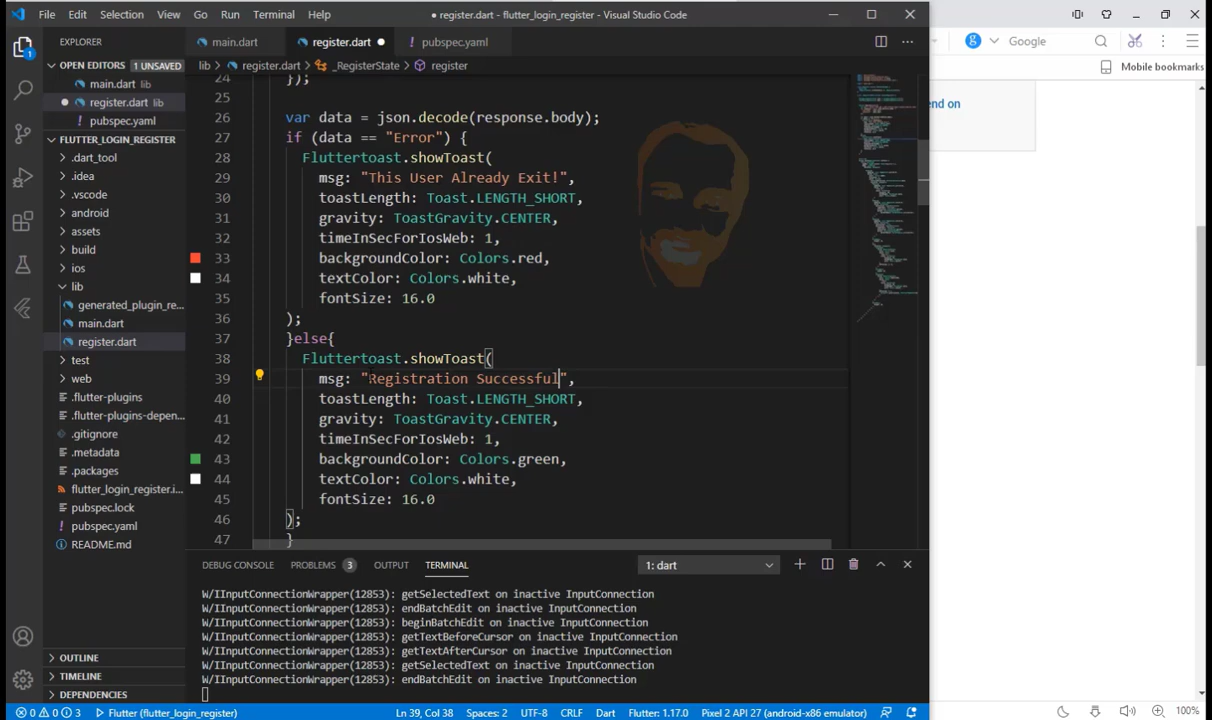 File Edit Selection View Go Run Terminal Help
● register.dart - flutter_login_register - Visual Studio Code
EXPLORER
main.dart
register.dart ●
pubspec.yaml
Google
OPEN EDITORS 1 UNSAVED
lib > register.dart > _RegisterState > register
Mobile bookmarks
main.dart lib
● register.dart lib
pubspec.yaml
FLUTTER_LOGIN_REGISTER
.dart_tool
.idea
.vscode
android
assets
build
ios
lib
generated_plugin_re...
main.dart
register.dart
test
web
.flutter-plugins
.flutter-plugins-depen...
.gitignore
.metadata
.packages
flutter_login_register.i...
pubspec.lock
pubspec.yaml
README.md
OUTLINE
TIMELINE
DEPENDENCIES
24 });
25
26 var data = json.decode(response.body);
27 if (data == "Error") {
28 Fluttertoast.showToast(
29 msg: "This User Already Exit!",
30 toastLength: Toast.LENGTH_SHORT,
31 gravity: ToastGravity.CENTER,
32 timeInSecForIosWeb: 1,
33 backgroundColor: Colors.red,
34 textColor: Colors.white,
35 fontSize: 16.0
36 );
37 }else{
38 Fluttertoast.showToast(
39 msg: "Registration Successful",
40 toastLength: Toast.LENGTH_SHORT,
41 gravity: ToastGravity.CENTER,
42 timeInSecForIosWeb: 1,
43 backgroundColor: Colors.green,
44 textColor: Colors.white,
45 fontSize: 16.0
46 );
47 }
end on
DEBUG CONSOLE PROBLEMS 3 OUTPUT TERMINAL 1: dart
W/IInputConnectionWrapper(12853): getSelectedText on inactive InputConnection
W/IInputConnectionWrapper(12853): endBatchEdit on inactive InputConnection
W/IInputConnectionWrapper(12853): beginBatchEdit on inactive InputConnection
W/IInputConnectionWrapper(12853): getTextBeforeCursor on inactive InputConnection
W/IInputConnectionWrapper(12853): getTextAfterCursor on inactive InputConnection
W/IInputConnectionWrapper(12853): getSelectedText on inactive InputConnection
W/IInputConnectionWrapper(12853): endBatchEdit on inactive InputConnection
0 0 3 Flutter (flutter_login_register) Ln 39, Col 38 Spaces: 2 UTF-8 CRLF Dart Flutter: 1.17.0 Pixel 2 API 27 (android-x86 emulator)
100%